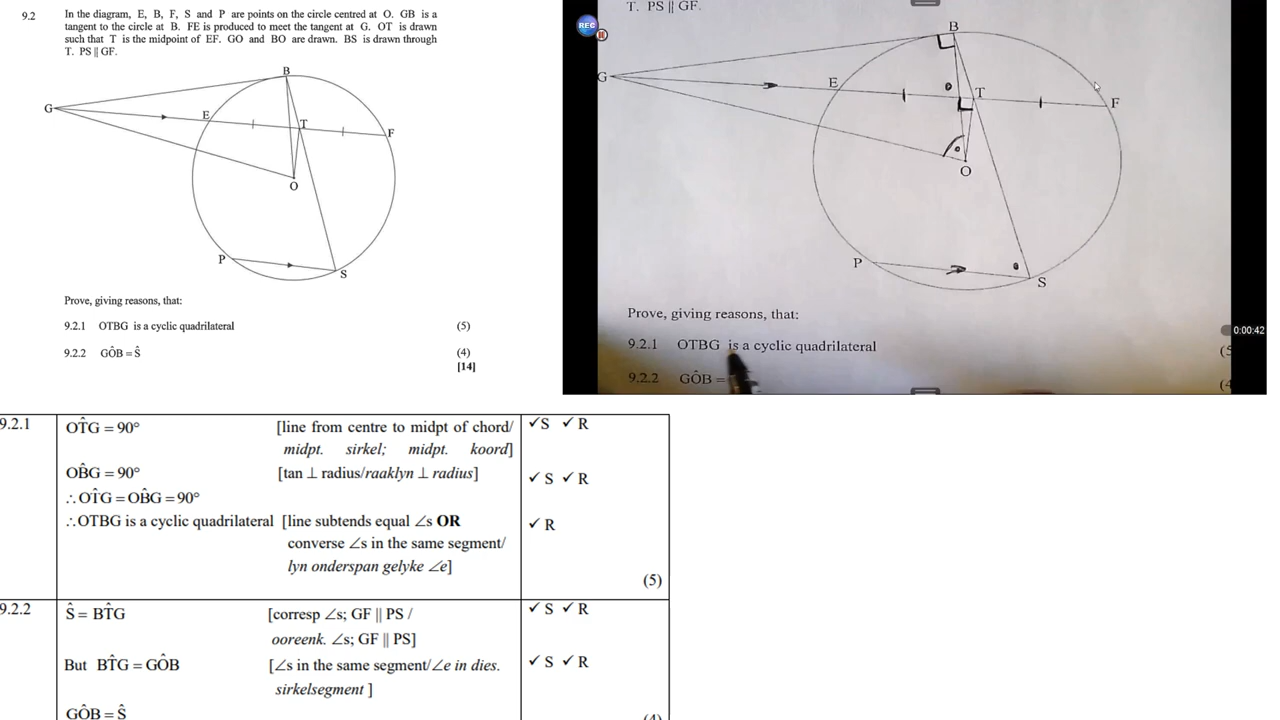 9.2 In the diagram, E, B, F, S and P are points on the circle centred at O. GB is a
tangent to the circle at B. FE is produced to meet the tangent at G. OT is drawn
such that T is the midpoint of EF. GO and BO are drawn. BS is drawn through
T. PS || GF.
B
G
E
T
F
O
P
S
Prove, giving reasons, that:
9.2.1 OTBG is a cyclic quadrilateral (5)
9.2.2 GÔB = Ŝ (4)
[14]
T. PS || GF.
REC
B
G
E
T
F
O
P
S
0:00:42
Prove, giving reasons, that:
9.2.1 OTBG is a cyclic quadrilateral (5
9.2.2 GÔB = (4
9.2.1 OT̂G = 90° [line from centre to midpt of chord/ ✓S ✓R
midpt. sirkel; midpt. koord]
OB̂G = 90° [tan ⊥ radius/raaklyn ⊥ radius] ✓S ✓R
∴OT̂G = OB̂G = 90°
∴OTBG is a cyclic quadrilateral [line subtends equal ∠s OR ✓R
converse ∠s in the same segment/
lyn onderspan gelyke ∠e]
(5)
9.2.2 Ŝ = BT̂G [corresp ∠s; GF || PS / ✓S ✓R
ooreenk. ∠s; GF || PS]
But BT̂G = GÔB [∠s in the same segment/∠e in dies. ✓S ✓R
sirkelsegment ]
GÔB = Ŝ (4)